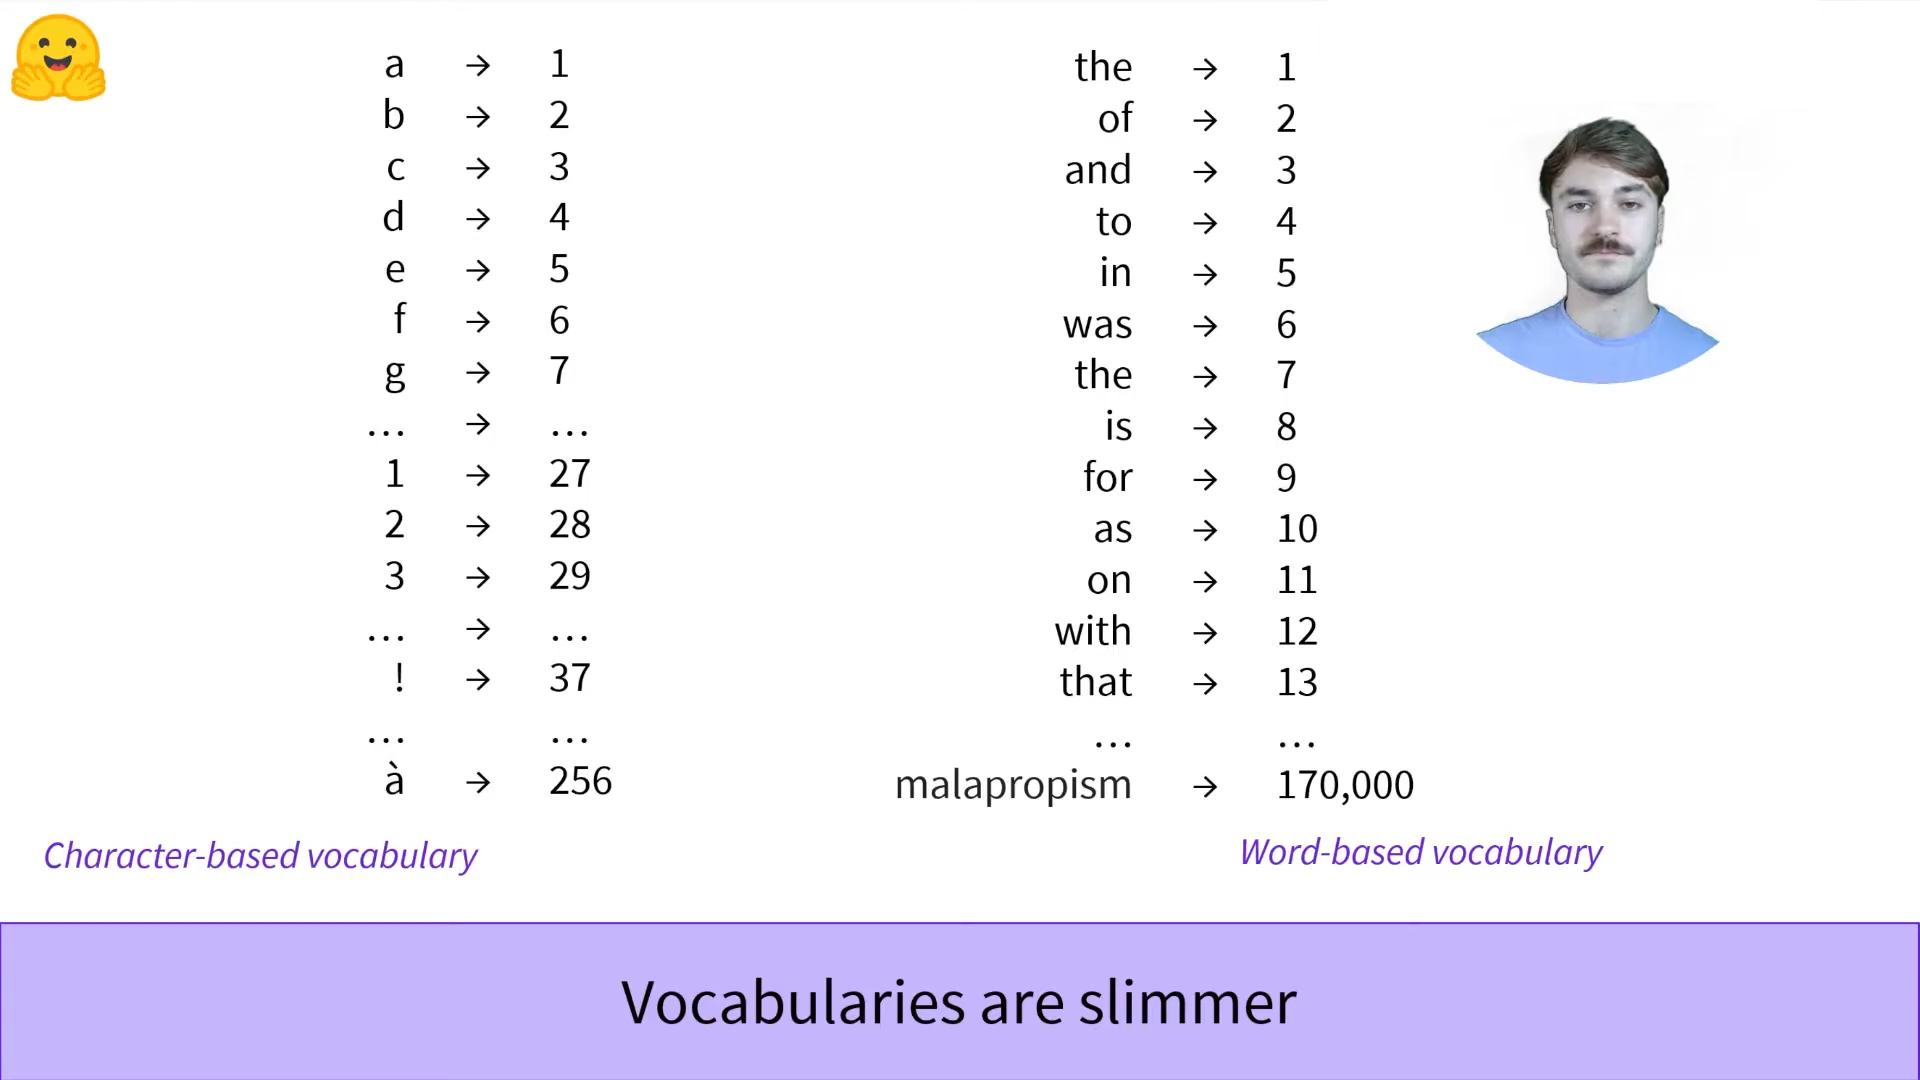 a → 1
b → 2
c → 3
d → 4
e → 5
f → 6
g → 7
... → ...
1 → 27
2 → 28
3 → 29
... → ...
! → 37
... ...
à → 256
Character-based vocabulary
the → 1
of → 2
and → 3
to → 4
in → 5
was → 6
the → 7
is → 8
for → 9
as → 10
on → 11
with → 12
that → 13
... ...
malapropism → 170,000
Word-based vocabulary
Vocabularies are slimmer